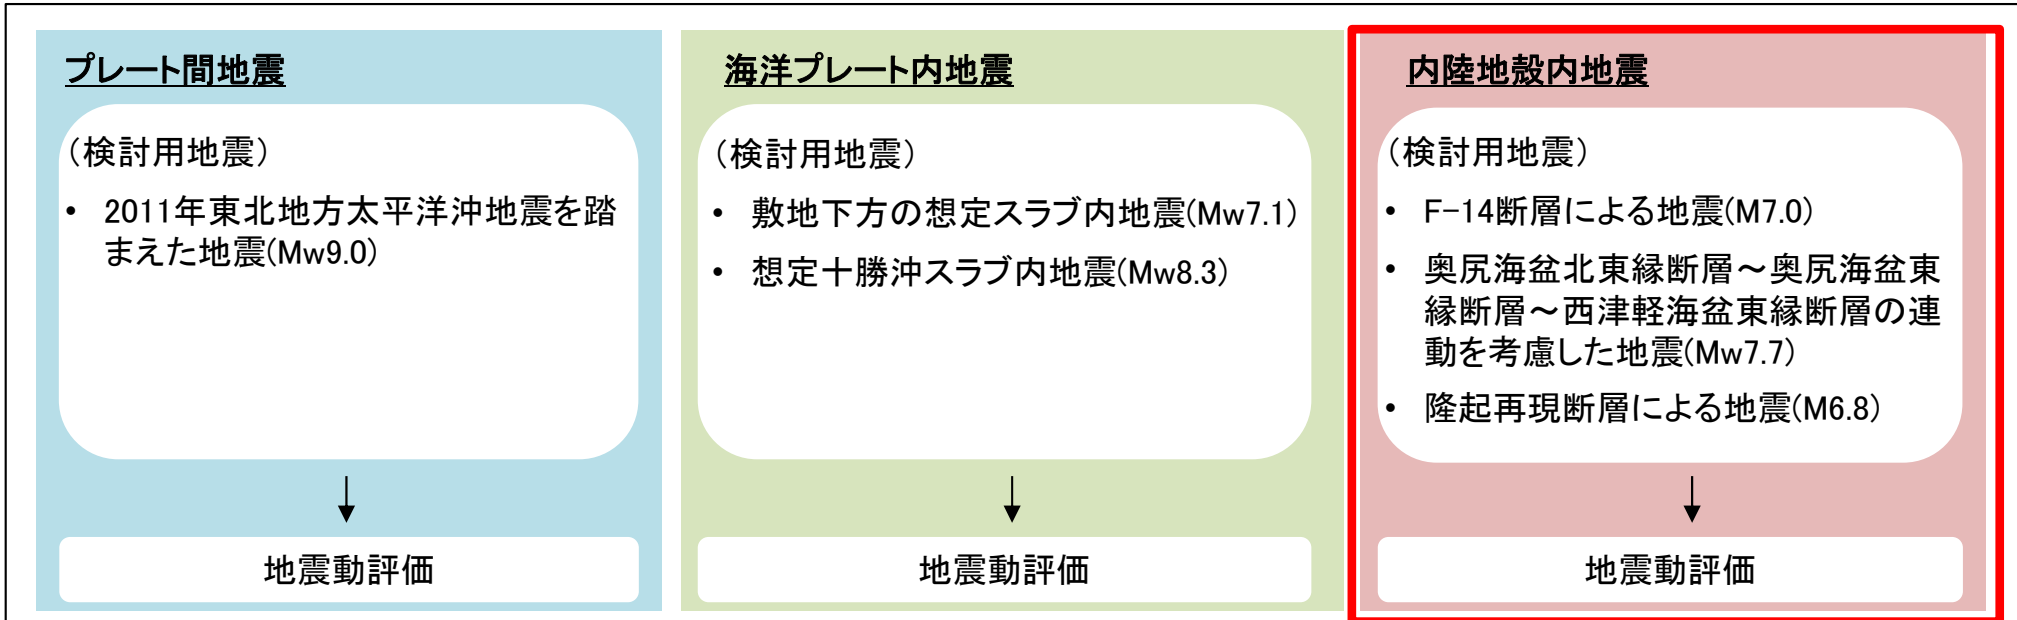 プレート間地震
（検討用地震）
• 2011年東北地方太平洋沖地震を踏
まえた地震(Mw9.0)
地震動評価
海洋プレート内地震
（検討用地震）
• 敷地下方の想定スラブ内地震(Mw7.1)
• 想定十勝沖スラブ内地震(Mw8.3)
地震動評価
内陸地殻内地震
（検討用地震）
• F-14断層による地震(M7.0)
• 奥尻海盆北東縁断層～奥尻海盆東
縁断層～西津軽海盆東縁断層の連
動を考慮した地震(Mw7.7)
• 隆起再現断層による地震(M6.8)
地震動評価